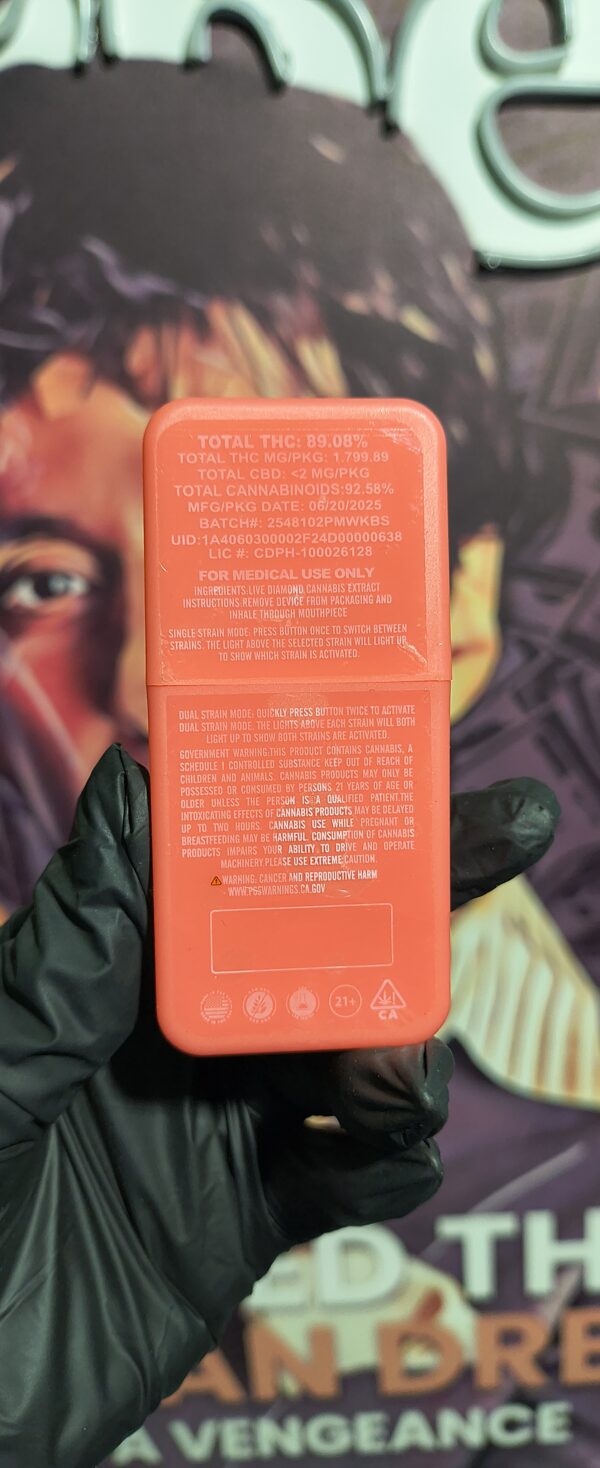 TOTAL THC: 89.08%
TOTAL THC MG/PKG: 1,799.89
TOTAL CBD: <2 MG/PKG
TOTAL CANNABINOIDS:92.58%
MFG/PKG DATE: 06/20/2025
BATCH#: 2548102PMWKBS
UID:1A4060300002F24D00000638
LIC #: CDPH-100026128
FOR MEDICAL USE ONLY
INGREDIENTS:LIVE DIAMOND CANNABIS EXTRACT
INSTRUCTIONS:REMOVE DEVICE FROM PACKAGING AND
INHALE THROUGH MOUTHPIECE
SINGLE STRAIN MODE: PRESS BUTTON ONCE TO SWITCH BETWEEN
STRAINS. THE LIGHT ABOVE THE SELECTED STRAIN WILL LIGHT UP
TO SHOW WHICH STRAIN IS ACTIVATED.
DUAL STRAIN MODE: QUICKLY PRESS BUTTON TWICE TO ACTIVATE
DUAL STRAIN MODE. THE LIGHTS ABOVE EACH STRAIN WILL BOTH
LIGHT UP TO SHOW BOTH STRAINS ARE ACTIVATED.
GOVERNMENT WARNING:THIS PRODUCT CONTAINS CANNABIS, A
SCHEDULE I CONTROLLED SUBSTANCE KEEP OUT OF REACH OF
CHILDREN AND ANIMALS. CANNABIS PRODUCTS MAY ONLY BE
POSSESSED OR CONSUMED BY PERSONS 21 YEARS OF AGE OR
OLDER UNLESS THE PERSON IS A QUALIFIED PATIENT.THE
INTOXICATING EFFECTS OF CANNABIS PRODUCTS MAY BE DELAYED
UP TO TWO HOURS. CANNABIS USE WHILE PREGNANT OR
BREASTFEEDING MAY BE HARMFUL. CONSUMPTION OF CANNABIS
PRODUCTS IMPAIRS YOUR ABILITY TO DRIVE AND OPERATE
MACHINERY.PLEASE USE EXTREME CAUTION.
WARNING: CANCER AND REPRODUCTIVE HARM
WWW.P65WARNINGS.CA.GOV
21+
CA
ED TH
AN DRE
A VENGEANCE